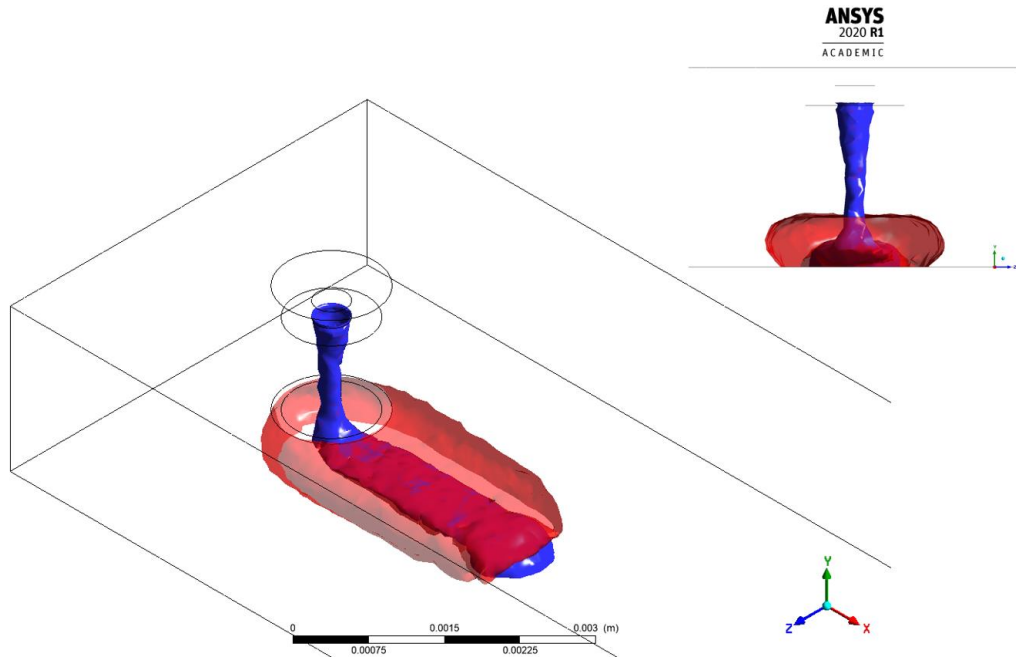 ANSYS
2020 R1
ACADEMIC
Y
Z
0 0.0015 0.003 (m)
0.00075 0.00225
Y
Z X